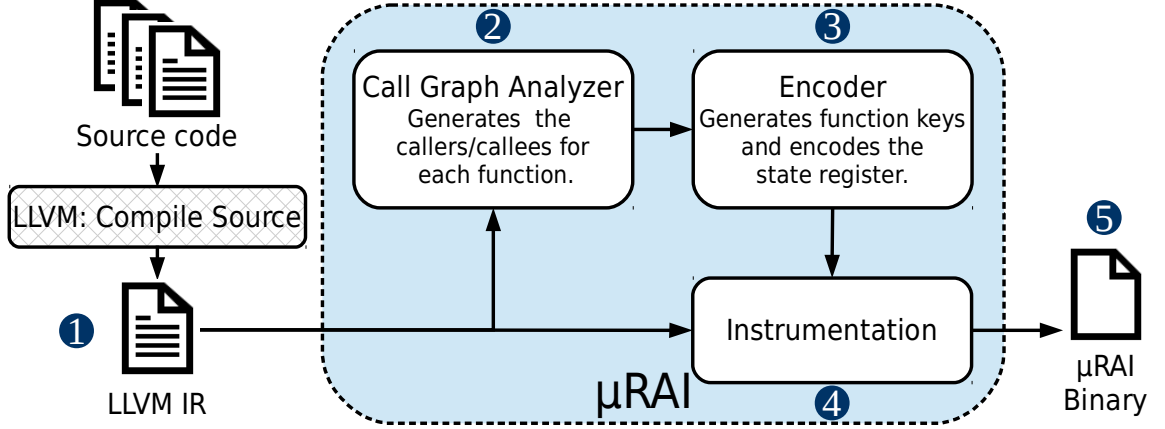 Source code
LLVM: Compile Source
1
LLVM IR
2
Call Graph Analyzer
Generates the
callers/callees for
each function.
3
Encoder
Generates function keys
and encodes the
state register.
Instrumentation
4
µRAI
5
µRAI
Binary